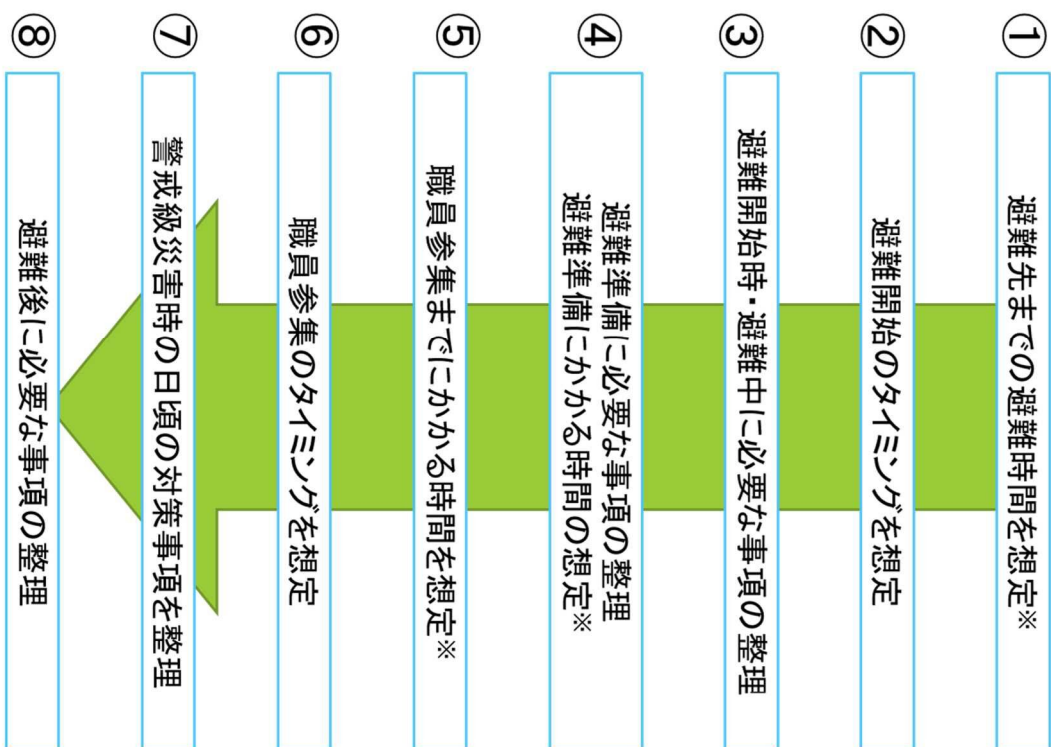 ① 避難先までの避難時間を想定※
② 避難開始のタイミングを想定
③ 避難開始時・避難中に必要な事項の整理
④ 避難準備に必要な事項の整理
避難準備にかかる時間の想定※
⑤ 職員参集までにかかる時間を想定※
⑥ 職員参集のタイミングを想定
⑦ 警戒級災害時の日頃の対策事項を整理
⑧ 避難後に必要な事項の整理